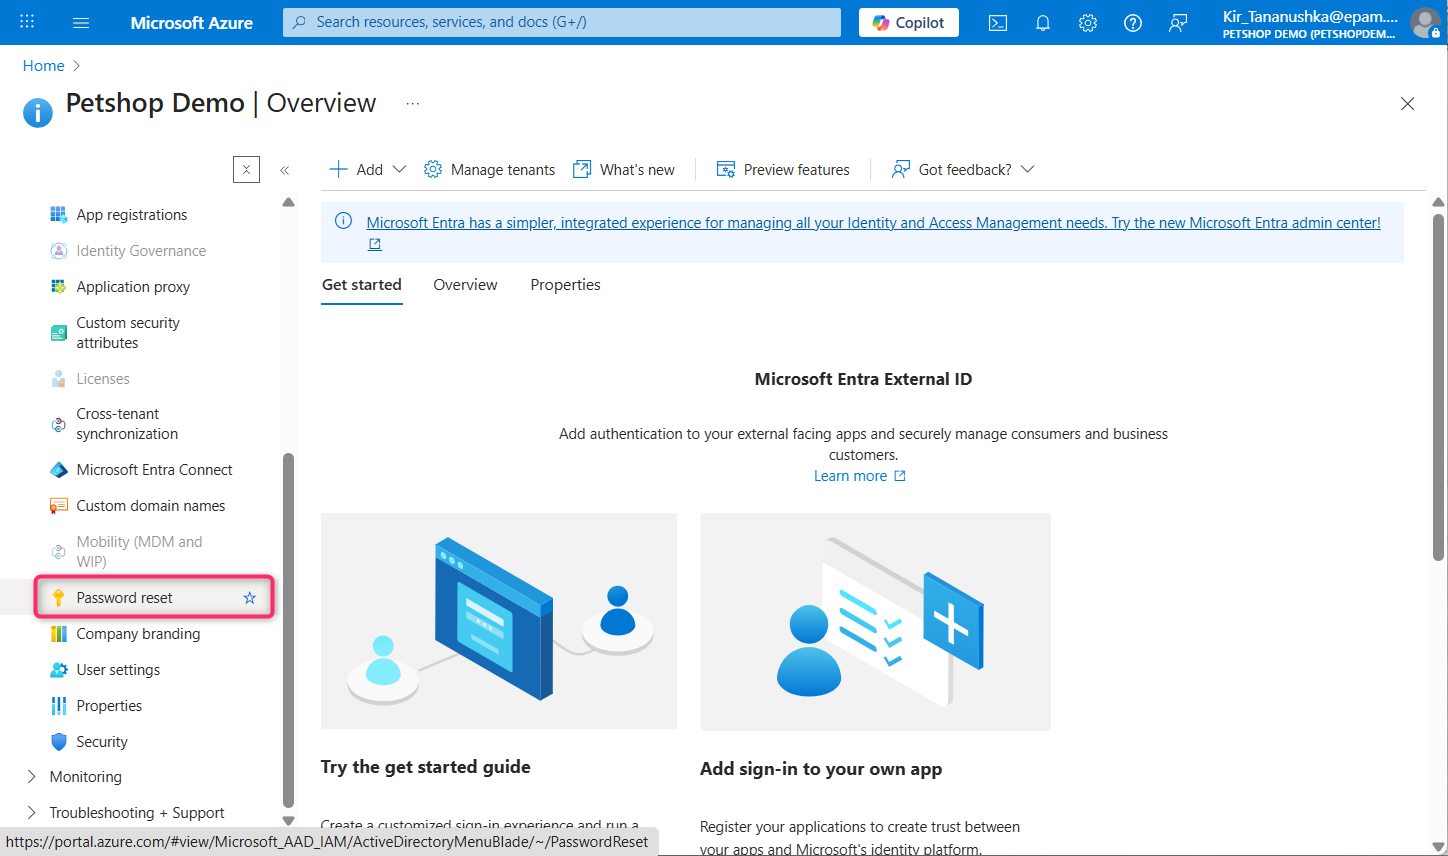 Microsoft Azure
Search resources, services, and docs (G+/)
Copilot
Kir_Tananushka@epam....
PETSHOP DEMO (PETSHOPDEM...
Home
Petshop Demo | Overview
Add
Manage tenants
What's new
Preview features
Got feedback?
App registrations
Identity Governance
Application proxy
Custom security
attributes
Licenses
Cross-tenant
synchronization
Microsoft Entra Connect
Custom domain names
Mobility (MDM and
WIP)
Password reset
Company branding
User settings
Properties
Security
Monitoring
Troubleshooting + Support
Microsoft Entra has a simpler, integrated experience for managing all your Identity and Access Management needs. Try the new Microsoft Entra admin center!
Get started
Overview
Properties
Microsoft Entra External ID
Add authentication to your external facing apps and securely manage consumers and business
customers.
Learn more
Try the get started guide
Create a customized sign-in experience and run a
Add sign-in to your own app
Register your applications to create trust between
your apps and Microsoft's identity platform.
https://portal.azure.com/#view/Microsoft_AAD_IAM/ActiveDirectoryMenuBlade/~/PasswordReset